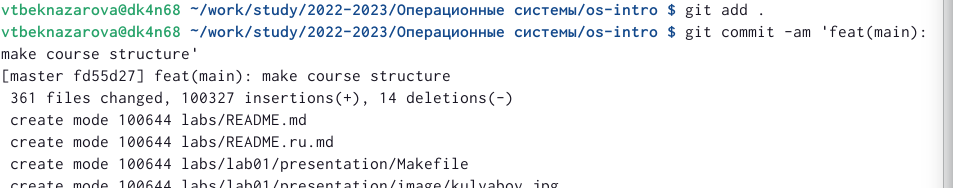 vtbeknazarova@dk4n68 ~/work/study/2022-2023/Операционные системы/os-intro $ git add .
vtbeknazarova@dk4n68 ~/work/study/2022-2023/Операционные системы/os-intro $ git commit -am 'feat(main):
make course structure'
[master fd55d27] feat(main): make course structure
 361 files changed, 100327 insertions(+), 14 deletions(-)
 create mode 100644 labs/README.md
 create mode 100644 labs/README.ru.md
 create mode 100644 labs/lab01/presentation/Makefile
 create mode 100644 labs/lab01/presentation/image/kulyabov.jpg